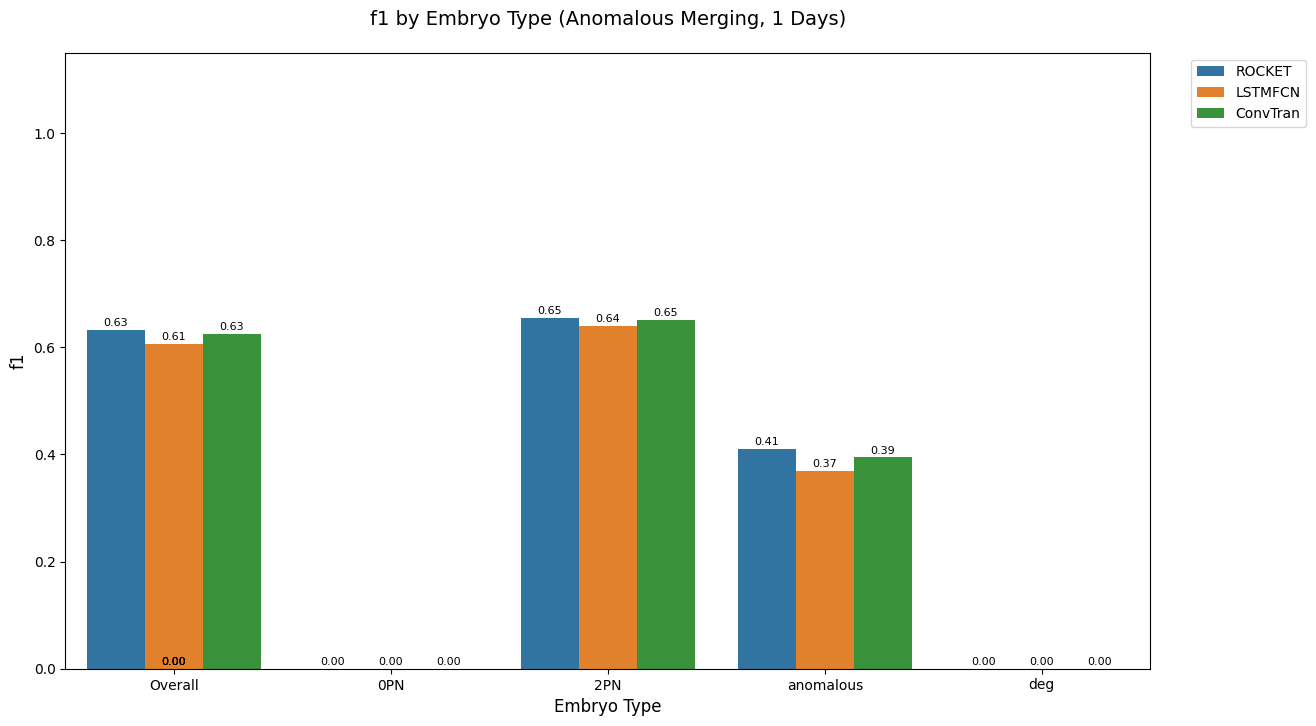 f1 by Embryo Type (Anomalous Merging, 1 Days)
ROCKET
LSTMFCN
ConvTran
f1
1.0
0.8
0.6
0.4
0.2
0.0
0.63
0.61
0.63
0.00
0.00
0.00
0.00
0.65
0.64
0.65
0.41
0.37
0.39
0.00
0.00
0.00
Overall
0PN
2PN
anomalous
deg
Embryo Type